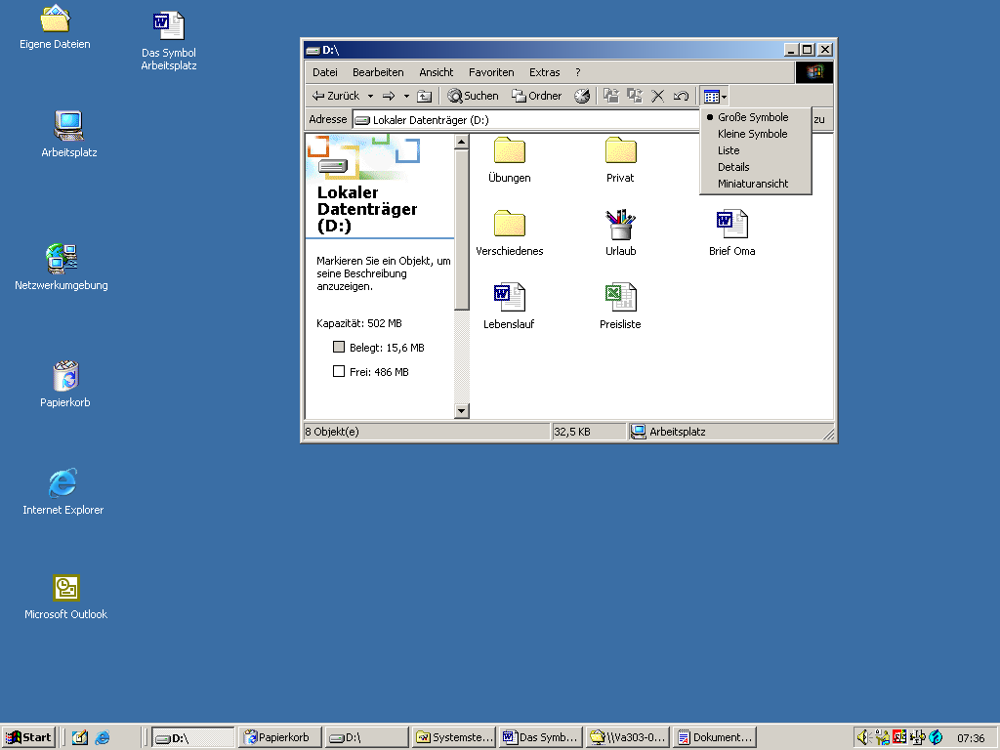 Eigene Dateien
Das Symbol
Arbeitsplatz
Arbeitsplatz
Netzwerkumgebung
Papierkorb
Internet Explorer
Microsoft Outlook
D:\
Datei Bearbeiten Ansicht Favoriten Extras ?
Zurück Suchen Ordner
Adresse Lokaler Datenträger (D:) zu
Große Symbole
Kleine Symbole
Liste
Details
Miniaturansicht
Lokaler
Datenträger
(D:)
Markieren Sie ein Objekt, um
seine Beschreibung
anzuzeigen.
Kapazität: 502 MB
Belegt: 15,6 MB
Frei: 486 MB
Übungen Privat
Verschiedenes Urlaub Brief Oma
Lebenslauf Preisliste
8 Objekt(e) 32,5 KB Arbeitsplatz
Start D:\ Papierkorb D:\ Systemste... Das Symb... \\Va303-0... Dokument... 07:36